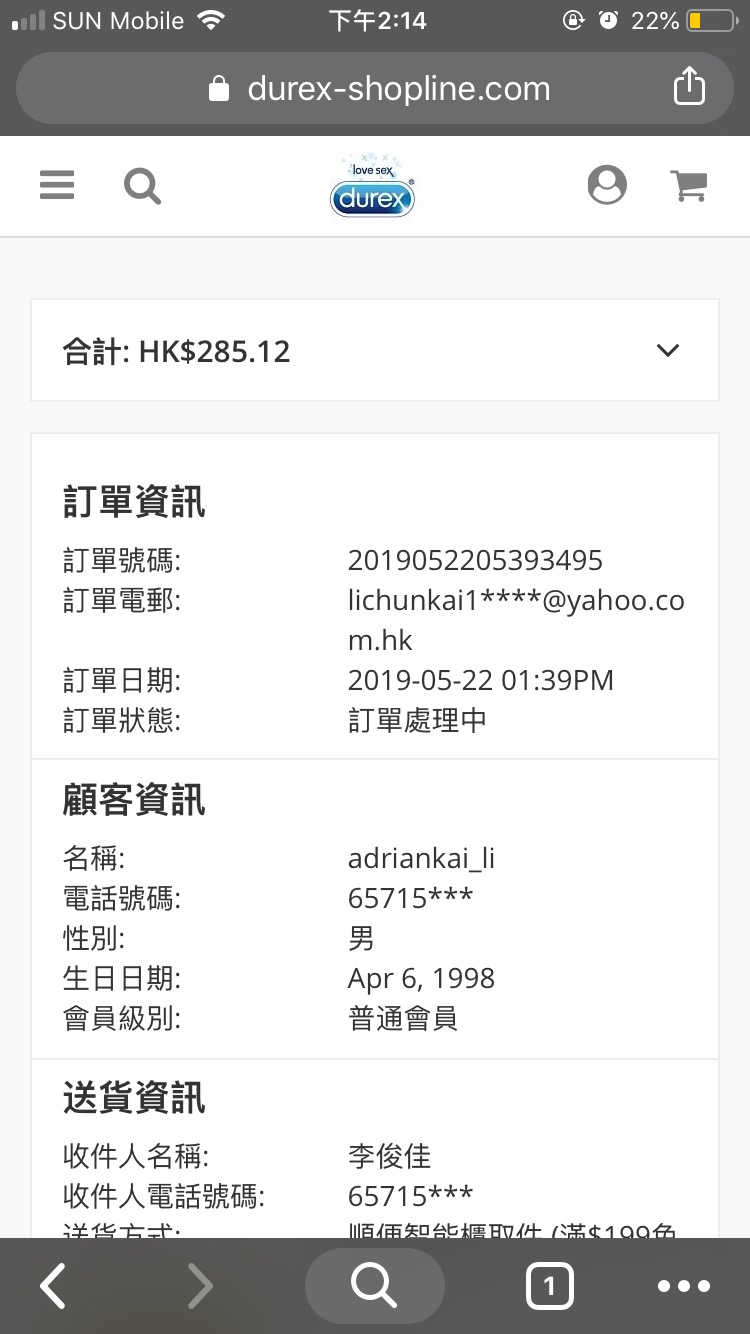 SUN Mobile 下午2:14 22%
durex-shopline.com
love sex
durex®
合計: HK$285.12
訂單資訊
訂單號碼: 2019052205393495
訂單電郵: lichunkai1****@yahoo.co
m.hk
訂單日期: 2019-05-22 01:39PM
訂單狀態: 訂單處理中
顧客資訊
名稱: adriankai_li
電話號碼: 65715***
性別: 男
生日日期: Apr 6, 1998
會員級別: 普通會員
送貨資訊
收件人名稱: 李俊佳
收件人電話號碼: 65715***
送貨方式: 順便智能櫃取件 (滿$199免
1